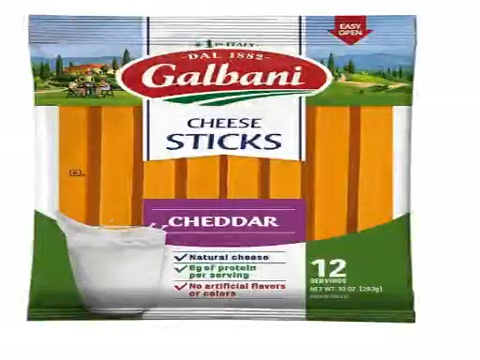 EASY
OPEN
#1 IN ITALY
-DAL 1882-
Galbani
CHEESE
STICKS
CHEDDAR
Natural cheese
6g of protein
per serving
No artificial flavors
or colors
12
SERVINGS
NET WT. 10 OZ. (283g)